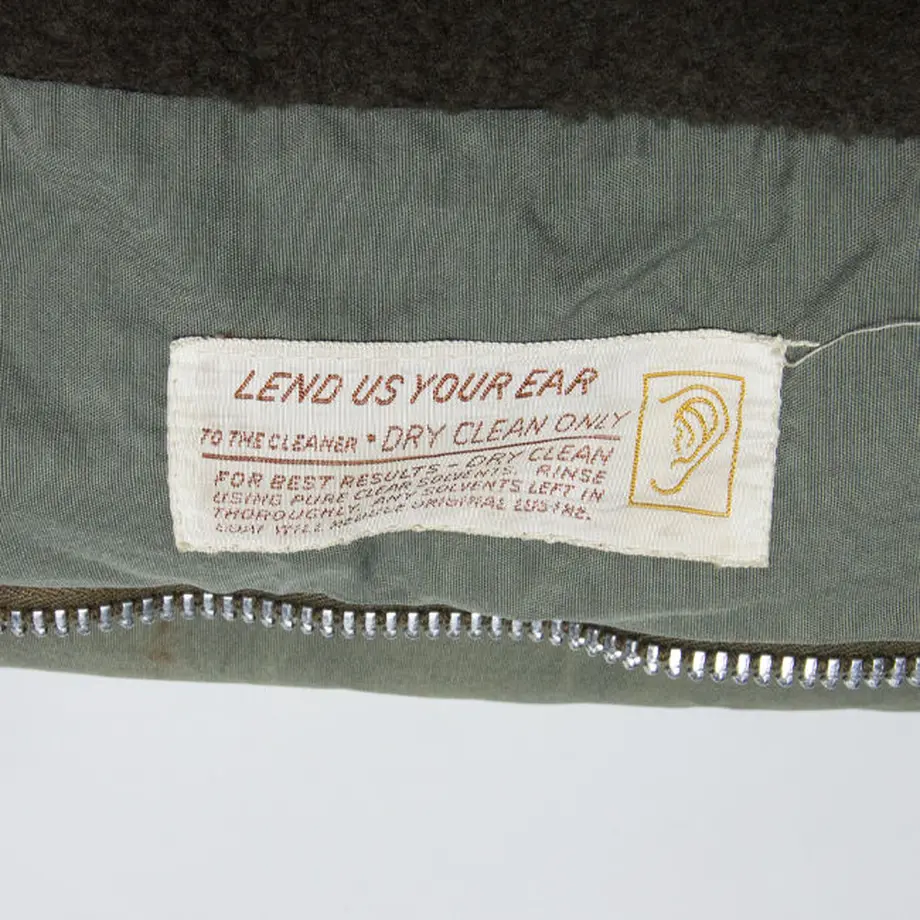 LEND US YOUR EAR
TO THE CLEANER • DRY CLEAN ONLY
FOR BEST RESULTS - DRY CLEAN
USING PURE CLEAR SOLVENTS. RINSE
THOROUGHLY. ANY SOLVENTS LEFT IN
COAT WILL REDUCE ORIGINAL LUSTRE.